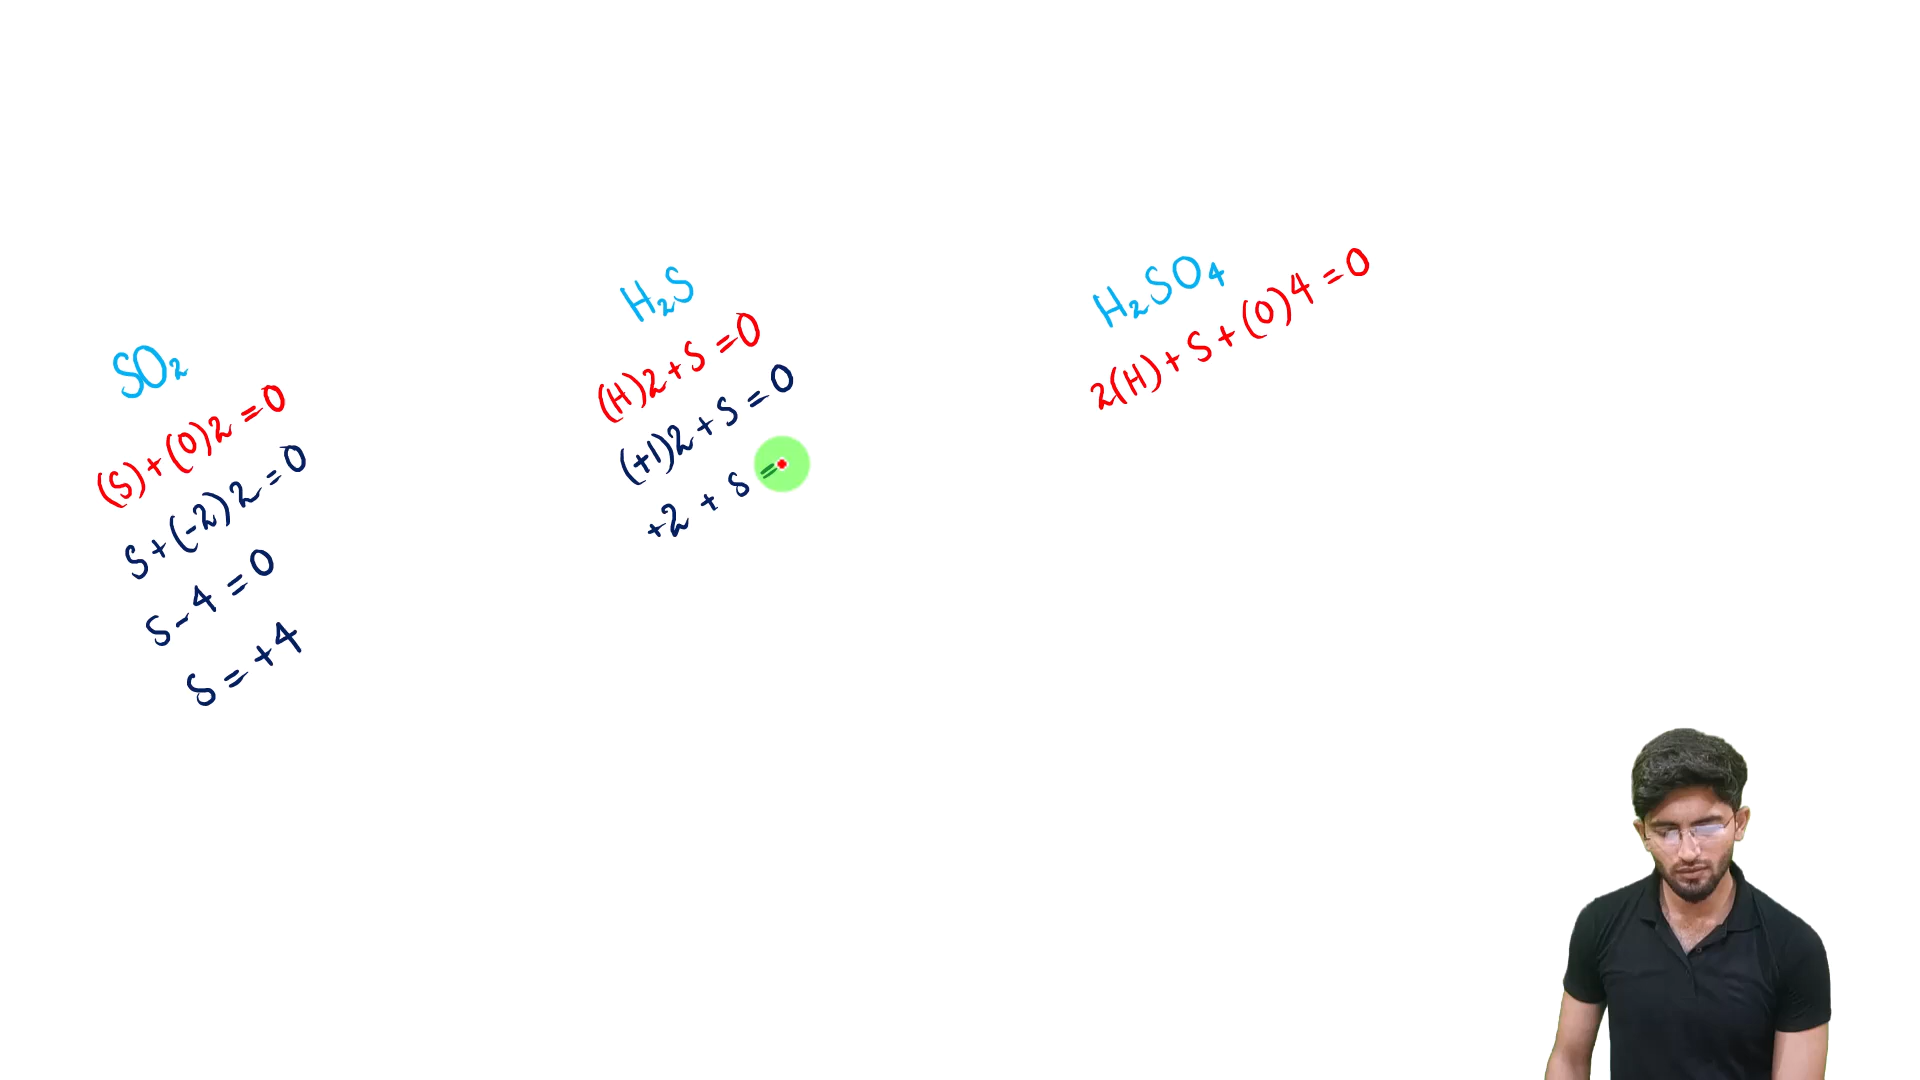 SO₂
(S)+(O)2=0
S+(-2)2=0
S-4=0
S=+4
H₂S
(H)2+S=0
(+1)2+S=0
+2+S=
H₂SO₄
2(H)+S+(O)4=0